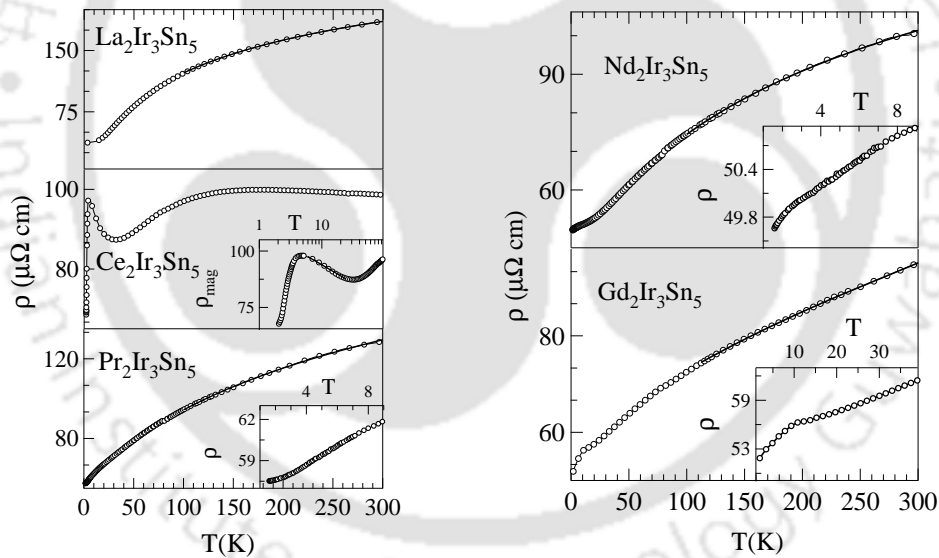 La2Ir3Sn5
150
75
100
Ce2Ir3Sn5
80
1 T 10
100
ρmag
75
ρ (μΩ cm)
Pr2Ir3Sn5
120
80
4 T 8
62
ρ
59
0 50 100 150 200 250 300
T(K)
Nd2Ir3Sn5
90
60
4 T 8
50.4
ρ
49.8
ρ (μΩ cm)
Gd2Ir3Sn5
80
60
T
10 20 30
59
ρ
53
0 50 100 150 200 250 300
T(K)